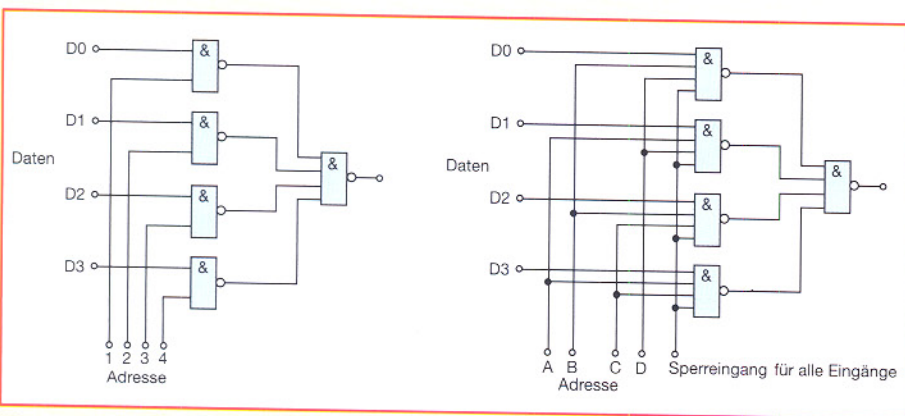 D0
&
D1
&
Daten
&
D2
&
D3
&
1 2 3 4
Adresse
D0
&
D1
&
Daten
&
D2
&
D3
&
A B C D Sperreingang für alle Eingänge
Adresse